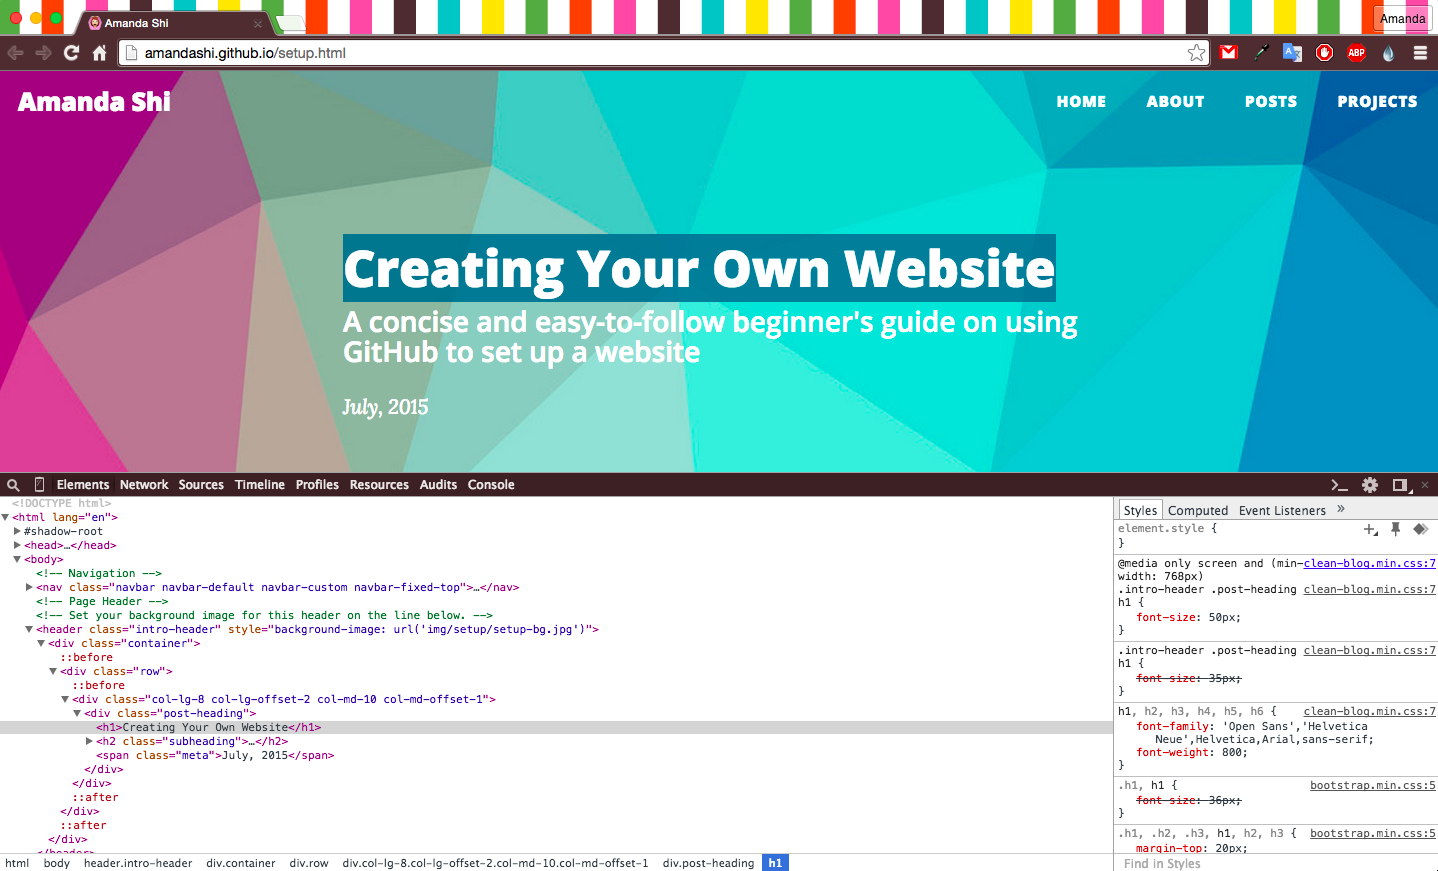 Amanda Shi
Amanda
amandashi.github.io/setup.html
ABP
Amanda Shi
HOME ABOUT POSTS PROJECTS
Creating Your Own Website
A concise and easy-to-follow beginner's guide on using
GitHub to set up a website
July, 2015
Elements Network Sources Timeline Profiles Resources Audits Console
<!DOCTYPE html>
<html lang="en">
#shadow-root
<head>…</head>
<body>
<!-- Navigation -->
<nav class="navbar navbar-default navbar-custom navbar-fixed-top">…</nav>
<!-- Page Header -->
<!-- Set your background image for this header on the line below. -->
<header class="intro-header" style="background-image: url('img/setup/setup-bg.jpg')">
<div class="container">
::before
<div class="row">
::before
<div class="col-lg-8 col-lg-offset-2 col-md-10 col-md-offset-1">
<div class="post-heading">
<h1>Creating Your Own Website</h1>
<h2 class="subheading">…</h2>
<span class="meta">July, 2015</span>
</div>
</div>
::after
</div>
::after
</div>
</header>
html body header.intro-header div.container div.row div.col-lg-8.col-lg-offset-2.col-md-10.col-md-offset-1 div.post-heading h1
Styles Computed Event Listeners »
element.style {
}
@media only screen and (min- clean-blog.min.css:7
width: 768px)
.intro-header .post-heading clean-blog.min.css:7
h1 {
font-size: 50px;
}
.intro-header .post-heading clean-blog.min.css:7
h1 {
font-size: 35px;
}
h1, h2, h3, h4, h5, h6 { clean-blog.min.css:7
font-family: 'Open Sans','Helvetica
Neue',Helvetica,Arial,sans-serif;
font-weight: 800;
}
.h1, h1 { bootstrap.min.css:5
font-size: 36px;
}
.h1, .h2, .h3, h1, h2, h3 { bootstrap.min.css:5
margin-top: 20px;
Find in Styles